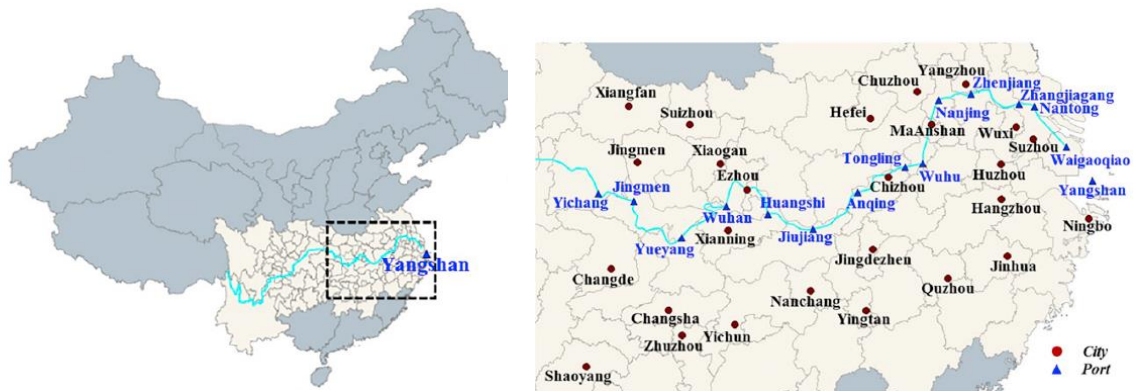 Yangshan
Yangzhou
Zhenjiang
Chuzhou
Zhangjiagang
Xiangfan
Nanjing
Nantong
Suizhou
Hefei
MaAnshan
Wuxi
Suzhou
Jingmen
Xiaogan
Tongling
Waigaoqiao
Ezhou
Wuhu
Huzhou
Jingmen
Chizhou
Yangshan
Yichang
Huangshi
Anqing
Hangzhou
Wuhan
Ningbo
Yueyang
Xianning
Jiujiang
Jingdezhen
Jinhua
Changde
Quzhou
Nanchang
Changsha
Yingtan
Zhuzhou
Yichun
City
Port
Shaoyang